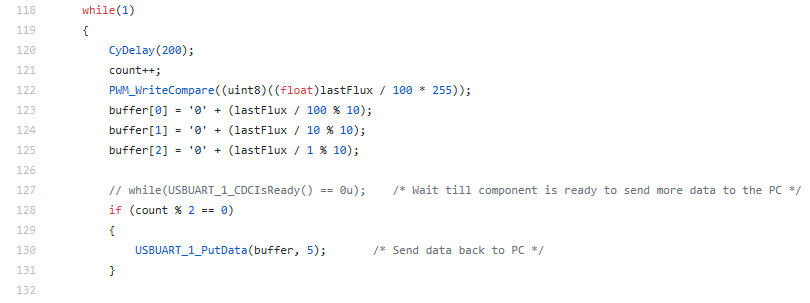 118 while(1)
119 {
120 CyDelay(200);
121 count++;
122 PWM_WriteCompare((uint8)((float)lastFlux / 100 * 255));
123 buffer[0] = '0' + (lastFlux / 100 % 10);
124 buffer[1] = '0' + (lastFlux / 10 % 10);
125 buffer[2] = '0' + (lastFlux / 1 % 10);
126
127 // while(USBUART_1_CDCIsReady() == 0u); /* Wait till component is ready to send more data to the PC */
128 if (count % 2 == 0)
129 {
130 USBUART_1_PutData(buffer, 5); /* Send data back to PC */
131 }
132